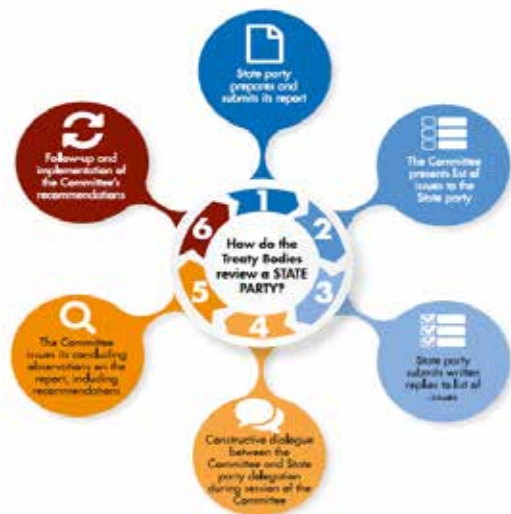 State party
prepares and
submits its report
1
The Committee
presents list of
issues to the
State party
2
State party
submits written
replies to list of
issues
3
Constructive dialogue
between the
Committee and State
party delegation
during session of the
Committee
4
The Committee
issues its concluding
observations on the
report, including
recommendations
5
Follow-up and
implementation of
the Committee's
recommendations
6
How do the
Treaty Bodies
review a STATE
PARTY?